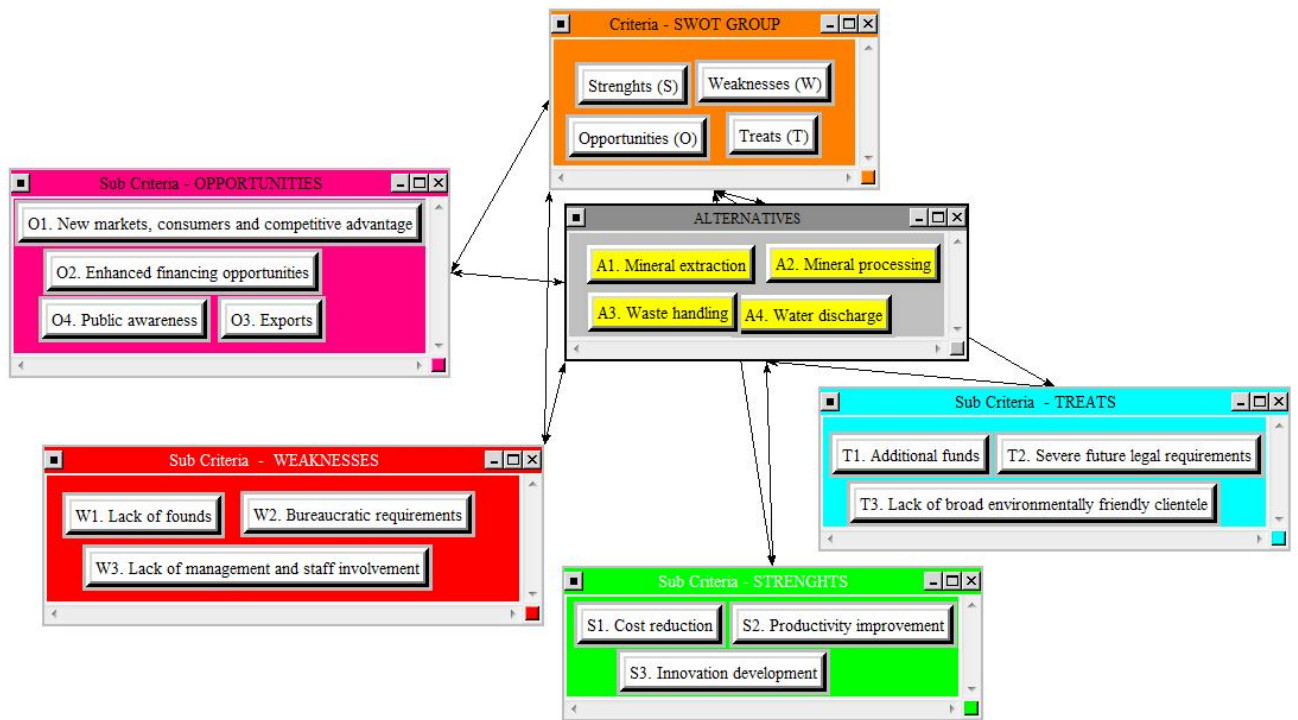 Criteria - SWOT GROUP
Strenghts (S)
Weaknesses (W)
Opportunities (O)
Treats (T)
Sub Criteria - OPPORTUNITIES
O1. New markets, consumers and competitive advantage
O2. Enhanced financing opportunities
O4. Public awareness
O3. Exports
ALTERNATIVES
A1. Mineral extraction
A2. Mineral processing
A3. Waste handling
A4. Water discharge
Sub Criteria - TREATS
T1. Additional funds
T2. Severe future legal requirements
T3. Lack of broad environmentally friendly clientele
Sub Criteria - WEAKNESSES
W1. Lack of founds
W2. Bureaucratic requirements
W3. Lack of management and staff involvement
Sub Criteria - STRENGHTS
S1. Cost reduction
S2. Productivity improvement
S3. Innovation development